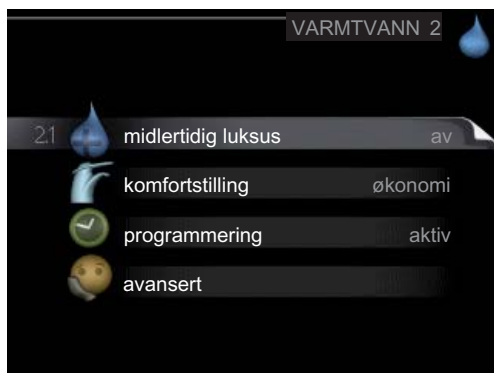 VARMTVANN 2
2.1 midlertidig luksus av
komfortstilling økonomi
programmering aktiv
avansert